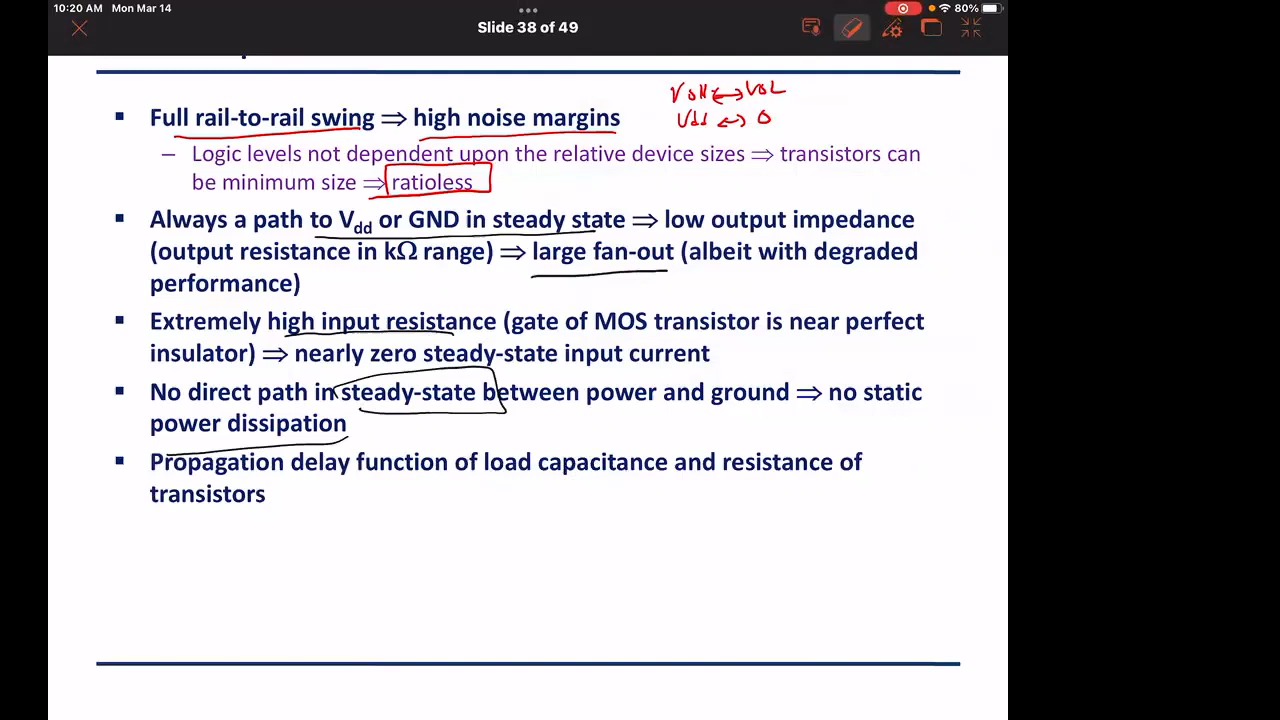 10:20 AM Mon Mar 14
80%
Slide 38 of 49
▪ Full rail-to-rail swing ⇒ high noise margins
VOH ↔ VOL
Vdd ↔ 0
– Logic levels not dependent upon the relative device sizes ⇒ transistors can
be minimum size ⇒ ratioless
▪ Always a path to Vdd or GND in steady state ⇒ low output impedance
(output resistance in kΩ range) ⇒ large fan-out (albeit with degraded
performance)
▪ Extremely high input resistance (gate of MOS transistor is near perfect
insulator) ⇒ nearly zero steady-state input current
▪ No direct path in steady-state between power and ground ⇒ no static
power dissipation
▪ Propagation delay function of load capacitance and resistance of
transistors